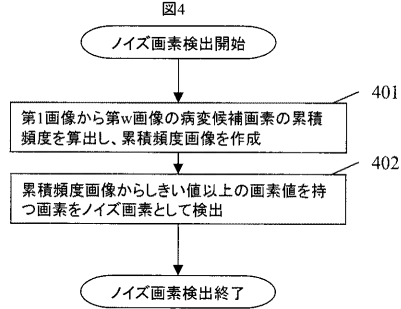 図4
ノイズ画素検出開始
401
第1画像から第w画像の病変候補画素の累積
頻度を算出し、累積頻度画像を作成
402
累積頻度画像からしきい値以上の画素値を持
つ画素をノイズ画素として検出
ノイズ画素検出終了